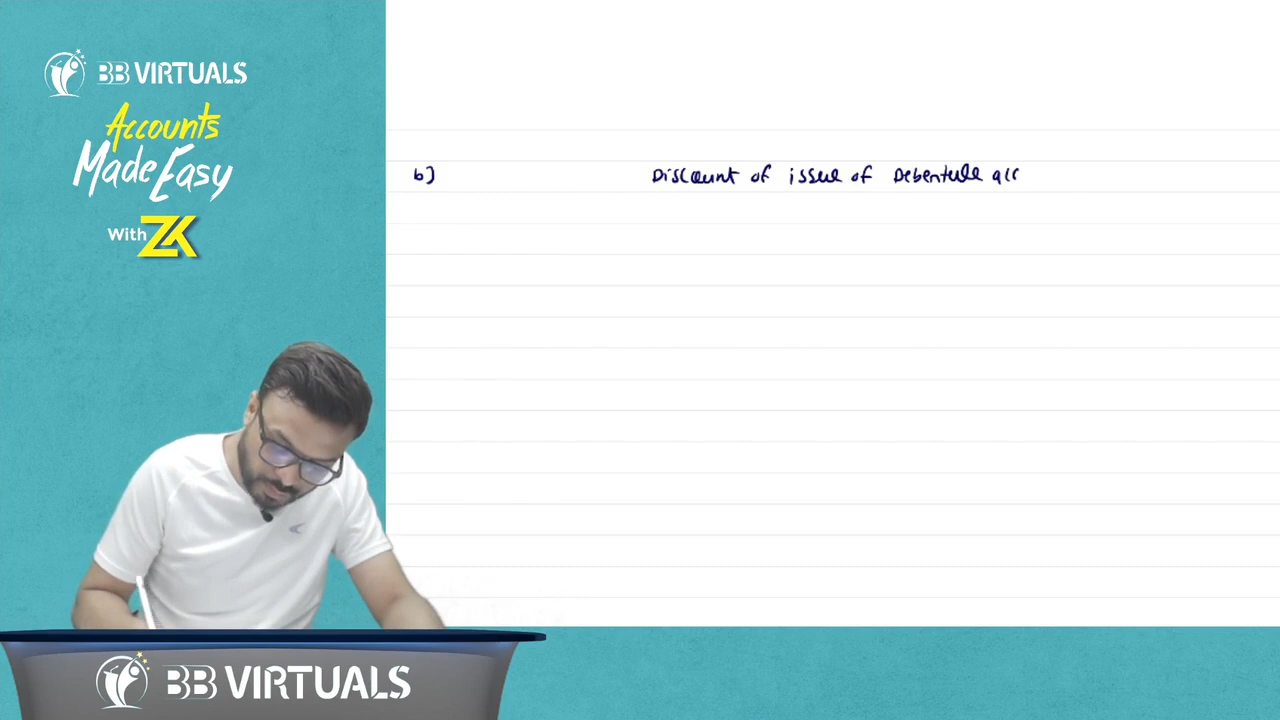 BB VIRTUALS
Accounts
Made Easy
With ZK
b) Discount of issue of Debenture a/c
BB VIRTUALS